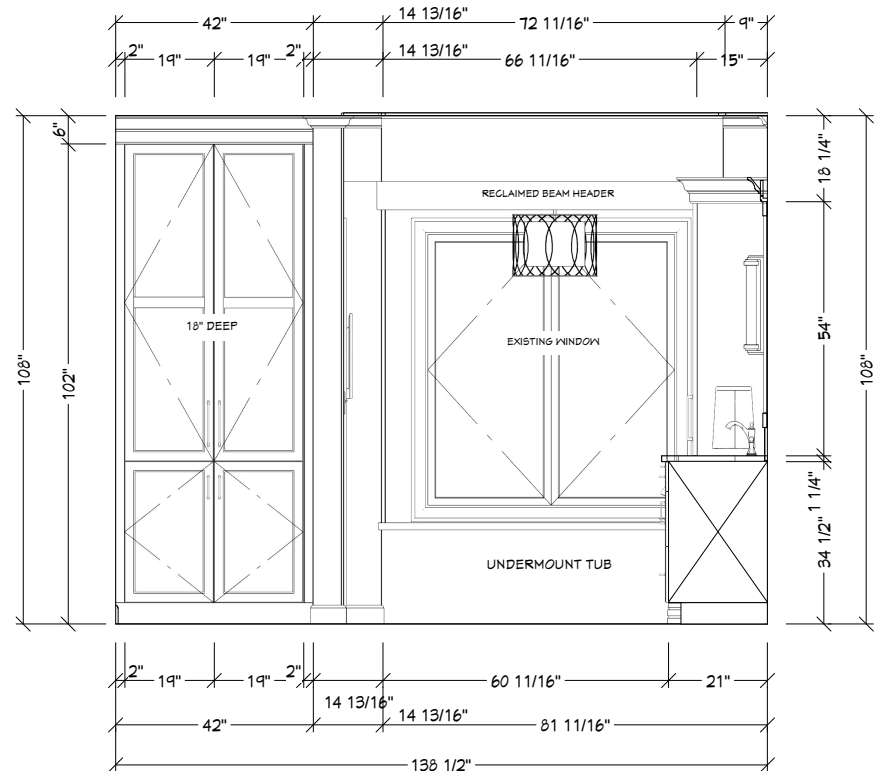 42" 14 13/16" 72 11/16" 9"
2" 19" 19" 2" 14 13/16" 66 11/16" 15"
6"
18 1/4"
RECLAIMED BEAM HEADER
18" DEEP
EXISTING WINDOW
54"
108"
102"
108"
1 1/4"
34 1/2"
UNDERMOUNT TUB
2" 19" 19" 2" 60 11/16" 21"
14 13/16"
42" 14 13/16" 81 11/16"
138 1/2"